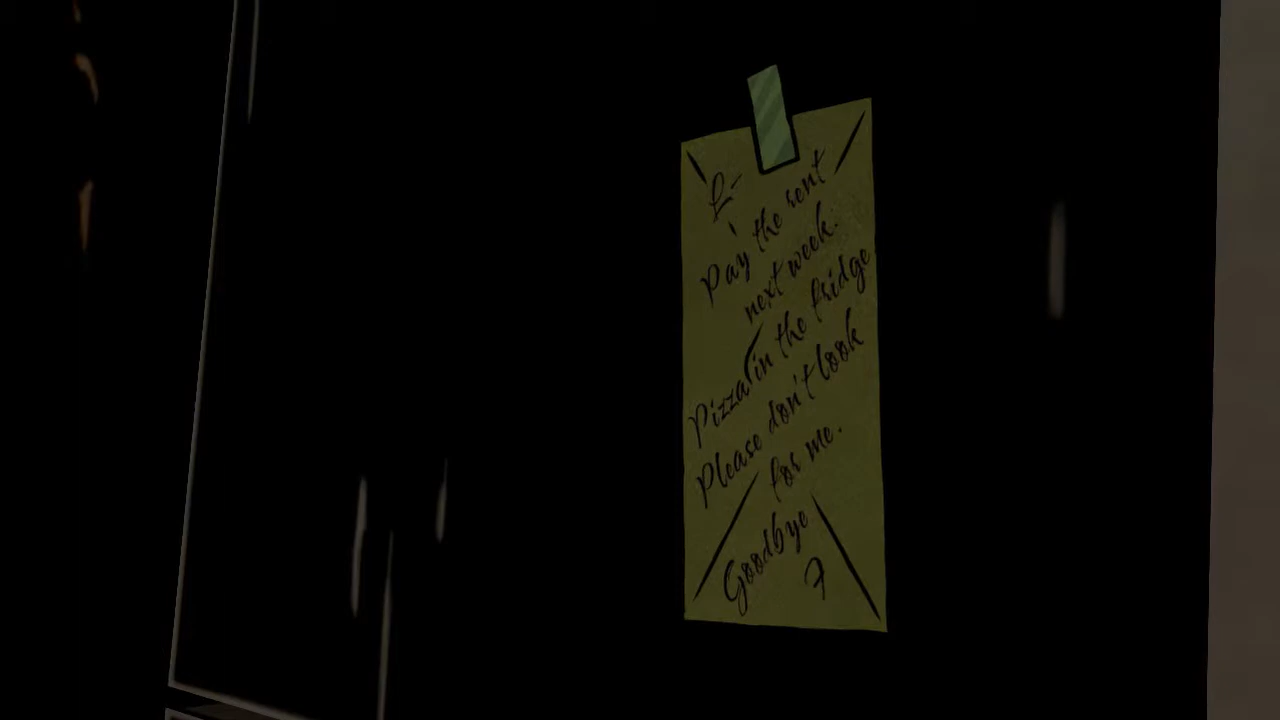 E-
Pay the rent
next week.
Pizza in the fridge
Please don't look
for me.
Goodbye
F